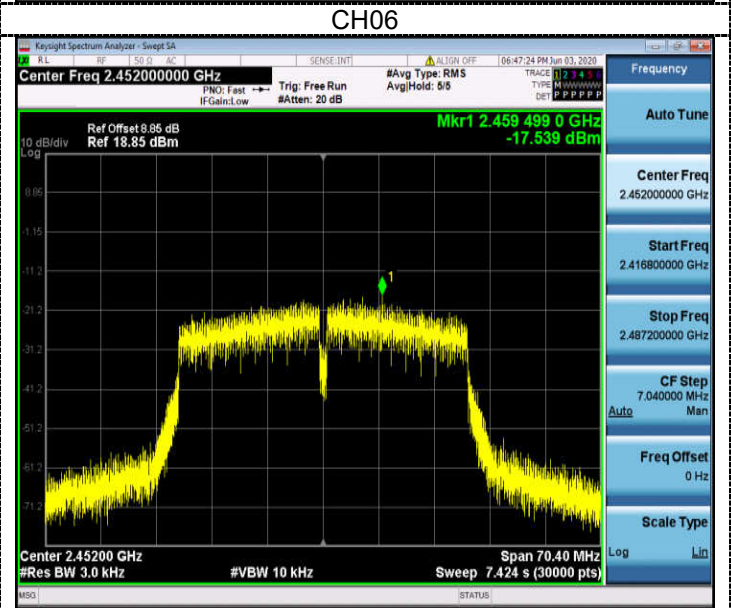 CH06
Keysight Spectrum Analyzer - Swept SA
RL RF 50 Ω AC SENSE:INT ALIGN OFF 06:47:24 PM Jun 03, 2020
Center Freq 2.452000000 GHz
PNO: Fast
IFGain:Low
Trig: Free Run
#Atten: 20 dB
#Avg Type: RMS
Avg|Hold: 5/5
TRACE 1 2 3 4 5 6
TYPE M WWWWW
DET P P P P P P
Ref Offset 8.85 dB
10 dB/div Ref 18.85 dBm
Log
Mkr1 2.459 499 0 GHz
-17.539 dBm
8.85
-1.15
-11.2
1
-21.2
-31.2
-41.2
-51.2
-61.2
-71.2
Center 2.45200 GHz Span 70.40 MHz
#Res BW 3.0 kHz #VBW 10 kHz Sweep 7.424 s (30000 pts)
MSG STATUS
Frequency
Auto Tune
Center Freq
2.452000000 GHz
Start Freq
2.416800000 GHz
Stop Freq
2.487200000 GHz
CF Step
7.040000 MHz
Auto Man
Freq Offset
0 Hz
Scale Type
Log Lin